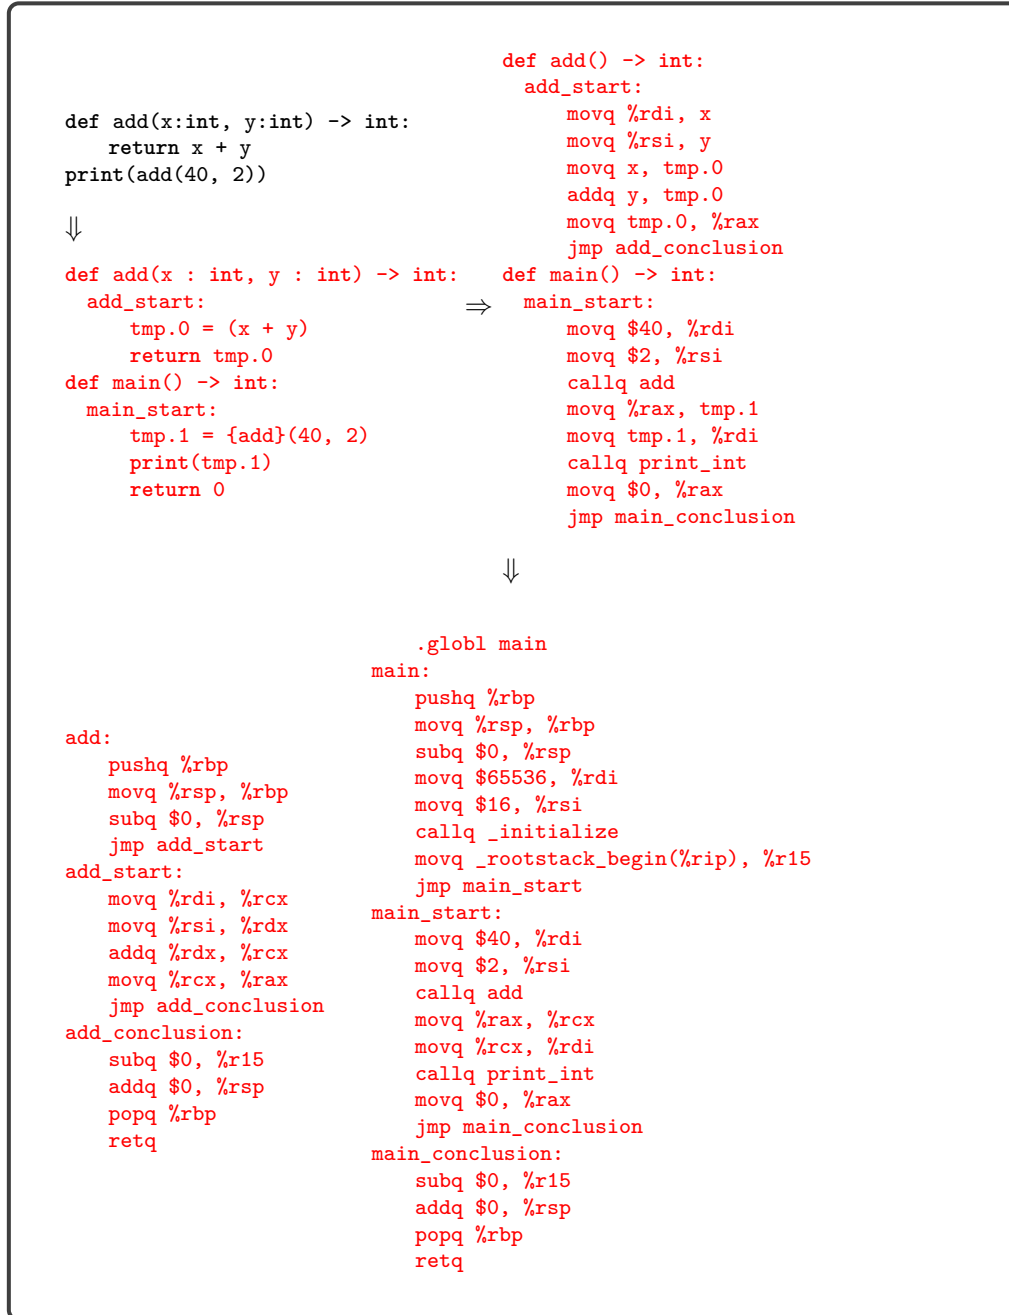 def add(x:int, y:int) -> int:
    return x + y
print(add(40, 2))
⇓
def add(x : int, y : int) -> int:
  add_start:
      tmp.0 = (x + y)
      return tmp.0
def main() -> int:
  main_start:
      tmp.1 = {add}(40, 2)
      print(tmp.1)
      return 0
⇒
def add() -> int:
  add_start:
      movq %rdi, x
      movq %rsi, y
      movq x, tmp.0
      addq y, tmp.0
      movq tmp.0, %rax
      jmp add_conclusion
def main() -> int:
  main_start:
      movq $40, %rdi
      movq $2, %rsi
      callq add
      movq %rax, tmp.1
      movq tmp.1, %rdi
      callq print_int
      movq $0, %rax
      jmp main_conclusion
⇓
add:
    pushq %rbp
    movq %rsp, %rbp
    subq $0, %rsp
    jmp add_start
add_start:
    movq %rdi, %rcx
    movq %rsi, %rdx
    addq %rdx, %rcx
    movq %rcx, %rax
    jmp add_conclusion
add_conclusion:
    subq $0, %r15
    addq $0, %rsp
    popq %rbp
    retq
    .globl main
main:
    pushq %rbp
    movq %rsp, %rbp
    subq $0, %rsp
    movq $65536, %rdi
    movq $16, %rsi
    callq _initialize
    movq _rootstack_begin(%rip), %r15
    jmp main_start
main_start:
    movq $40, %rdi
    movq $2, %rsi
    callq add
    movq %rax, %rcx
    movq %rcx, %rdi
    callq print_int
    movq $0, %rax
    jmp main_conclusion
main_conclusion:
    subq $0, %r15
    addq $0, %rsp
    popq %rbp
    retq